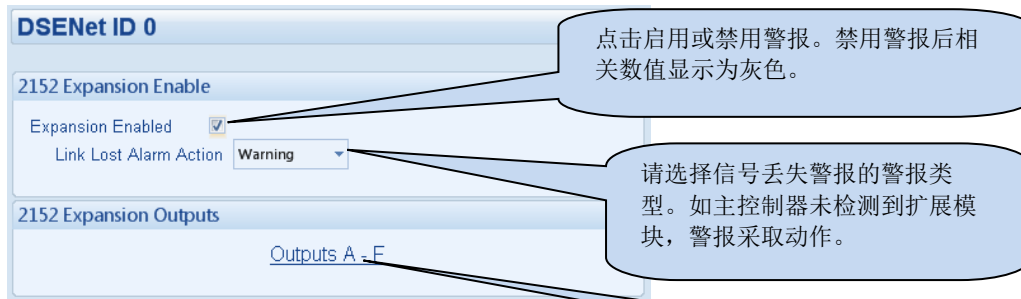 DSENet ID 0
点击启用或禁用警报。禁用警报后相
关数值显示为灰色。
2152 Expansion Enable
Expansion Enabled
Link Lost Alarm Action Warning
请选择信号丢失警报的警报类
型。如主控制器未检测到扩展模
块，警报采取动作。
2152 Expansion Outputs
Outputs A - F